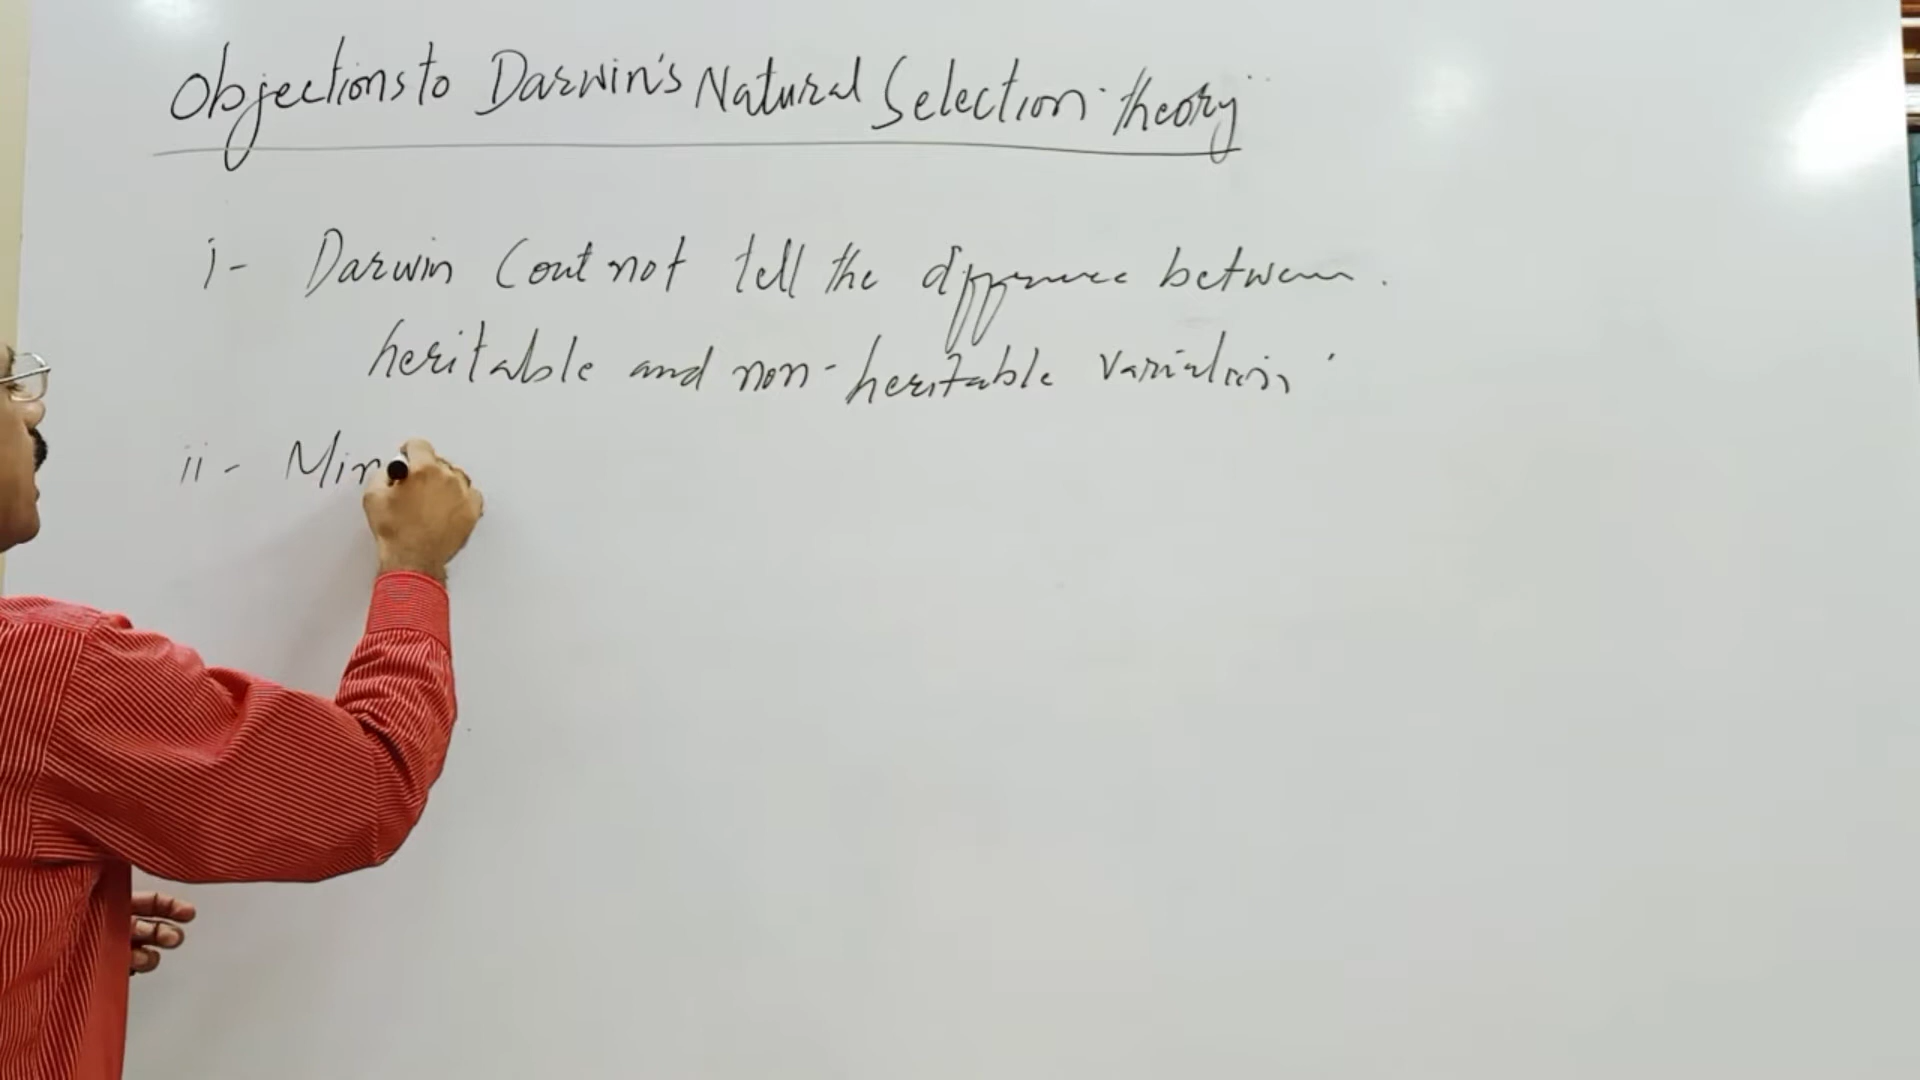 Objections to Darwin's Natural Selection theory
i- Darwin Cout not tell the difference between
heritable and non-heritable variations
ii- Min